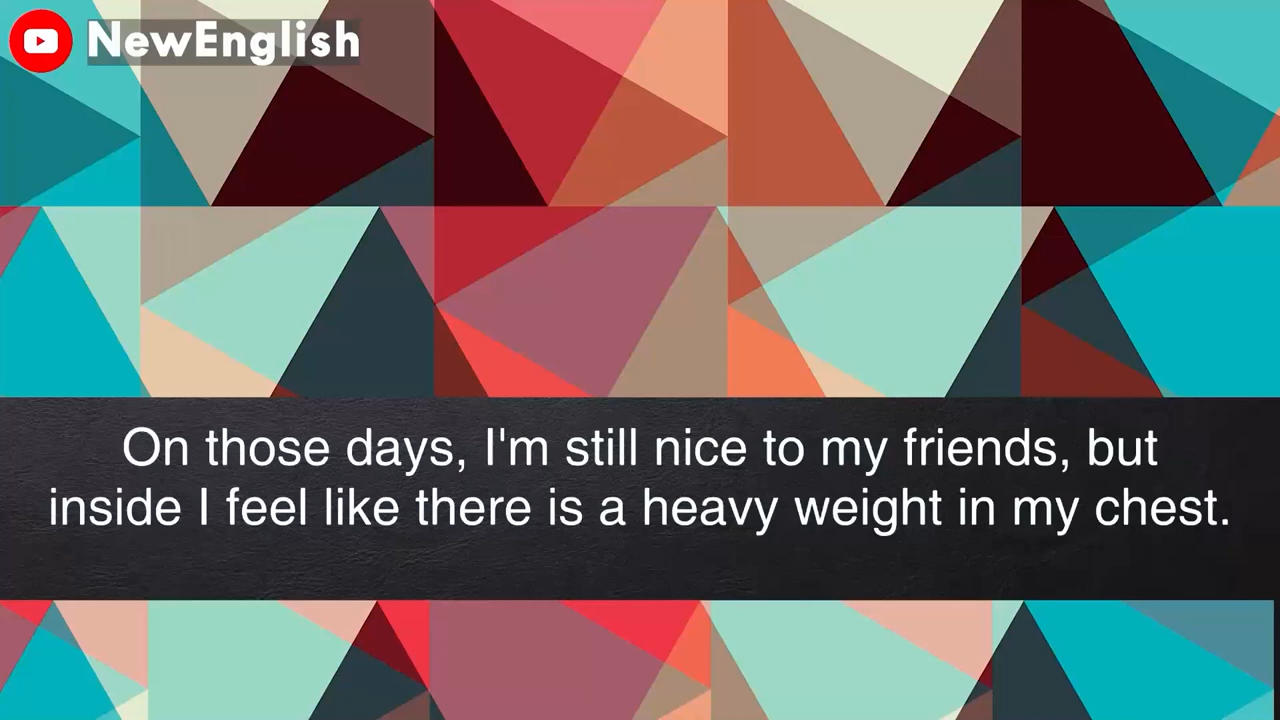 NewEnglish
On those days, I'm still nice to my friends, but
inside I feel like there is a heavy weight in my chest.